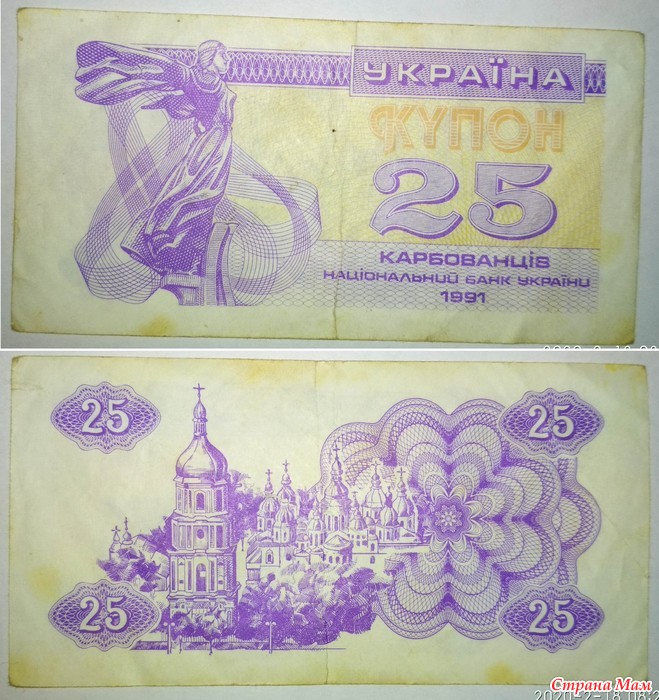 УКРАЇНА
КУПОН
25
КАРБОВАНЦІВ
НАЦІОНАЛЬНИЙ БАНК УКРАЇНИ
1991
25
25
25
25
Страна Мам